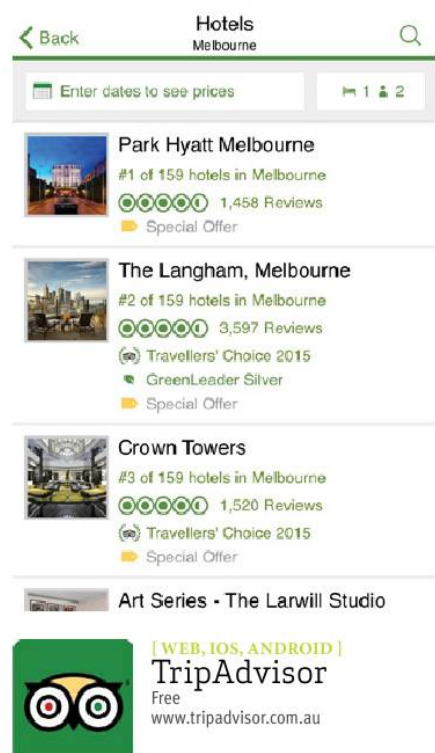 Back
Hotels
Melbourne
Enter dates to see prices
1 2
Park Hyatt Melbourne
#1 of 159 hotels in Melbourne
1,458 Reviews
Special Offer
The Langham, Melbourne
#2 of 159 hotels in Melbourne
3,597 Reviews
Travellers' Choice 2015
GreenLeader Silver
Special Offer
Crown Towers
#3 of 159 hotels in Melbourne
1,520 Reviews
Travellers' Choice 2015
Special Offer
Art Series - The Larwill Studio
[ WEB, IOS, ANDROID ]
TripAdvisor
Free
www.tripadvisor.com.au